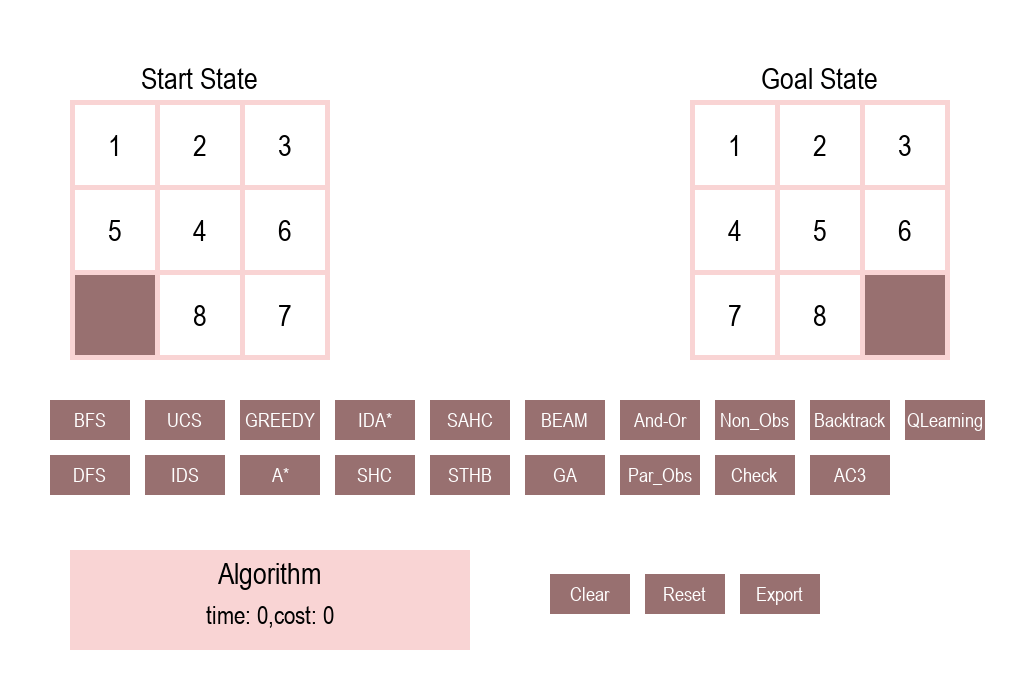 Start State Goal State
1 2 3 1 2 3
5 4 6 4 5 6
8 7 7 8
BFS UCS GREEDY IDA* SAHC BEAM And-Or Non_Obs Backtrack QLearning
DFS IDS A* SHC STHB GA Par_Obs Check AC3
Algorithm
time: 0,cost: 0
Clear Reset Export